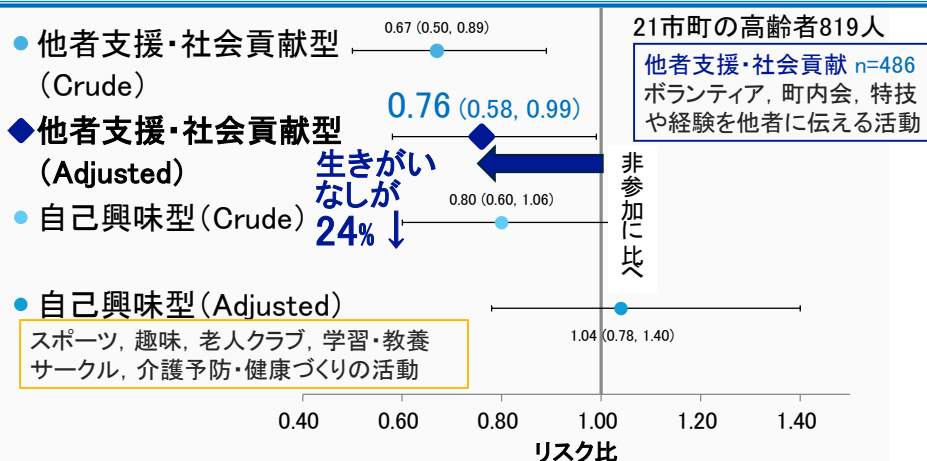 21市町の高齢者819人
他者支援・社会貢献 n=486
ボランティア, 町内会, 特技
や経験を他者に伝える活動
● 他者支援・社会貢献型
(Crude)
0.67 (0.50, 0.89)
◆他者支援・社会貢献型
(Adjusted)
0.76 (0.58, 0.99)
生きがい
なしが
24% ↓
非参加に比べ
● 自己興味型(Crude)
0.80 (0.60, 1.06)
● 自己興味型(Adjusted)
1.04 (0.78, 1.40)
スポーツ, 趣味, 老人クラブ, 学習・教養
サークル, 介護予防・健康づくりの活動
0.40 0.60 0.80 1.00 1.20 1.40
リスク比